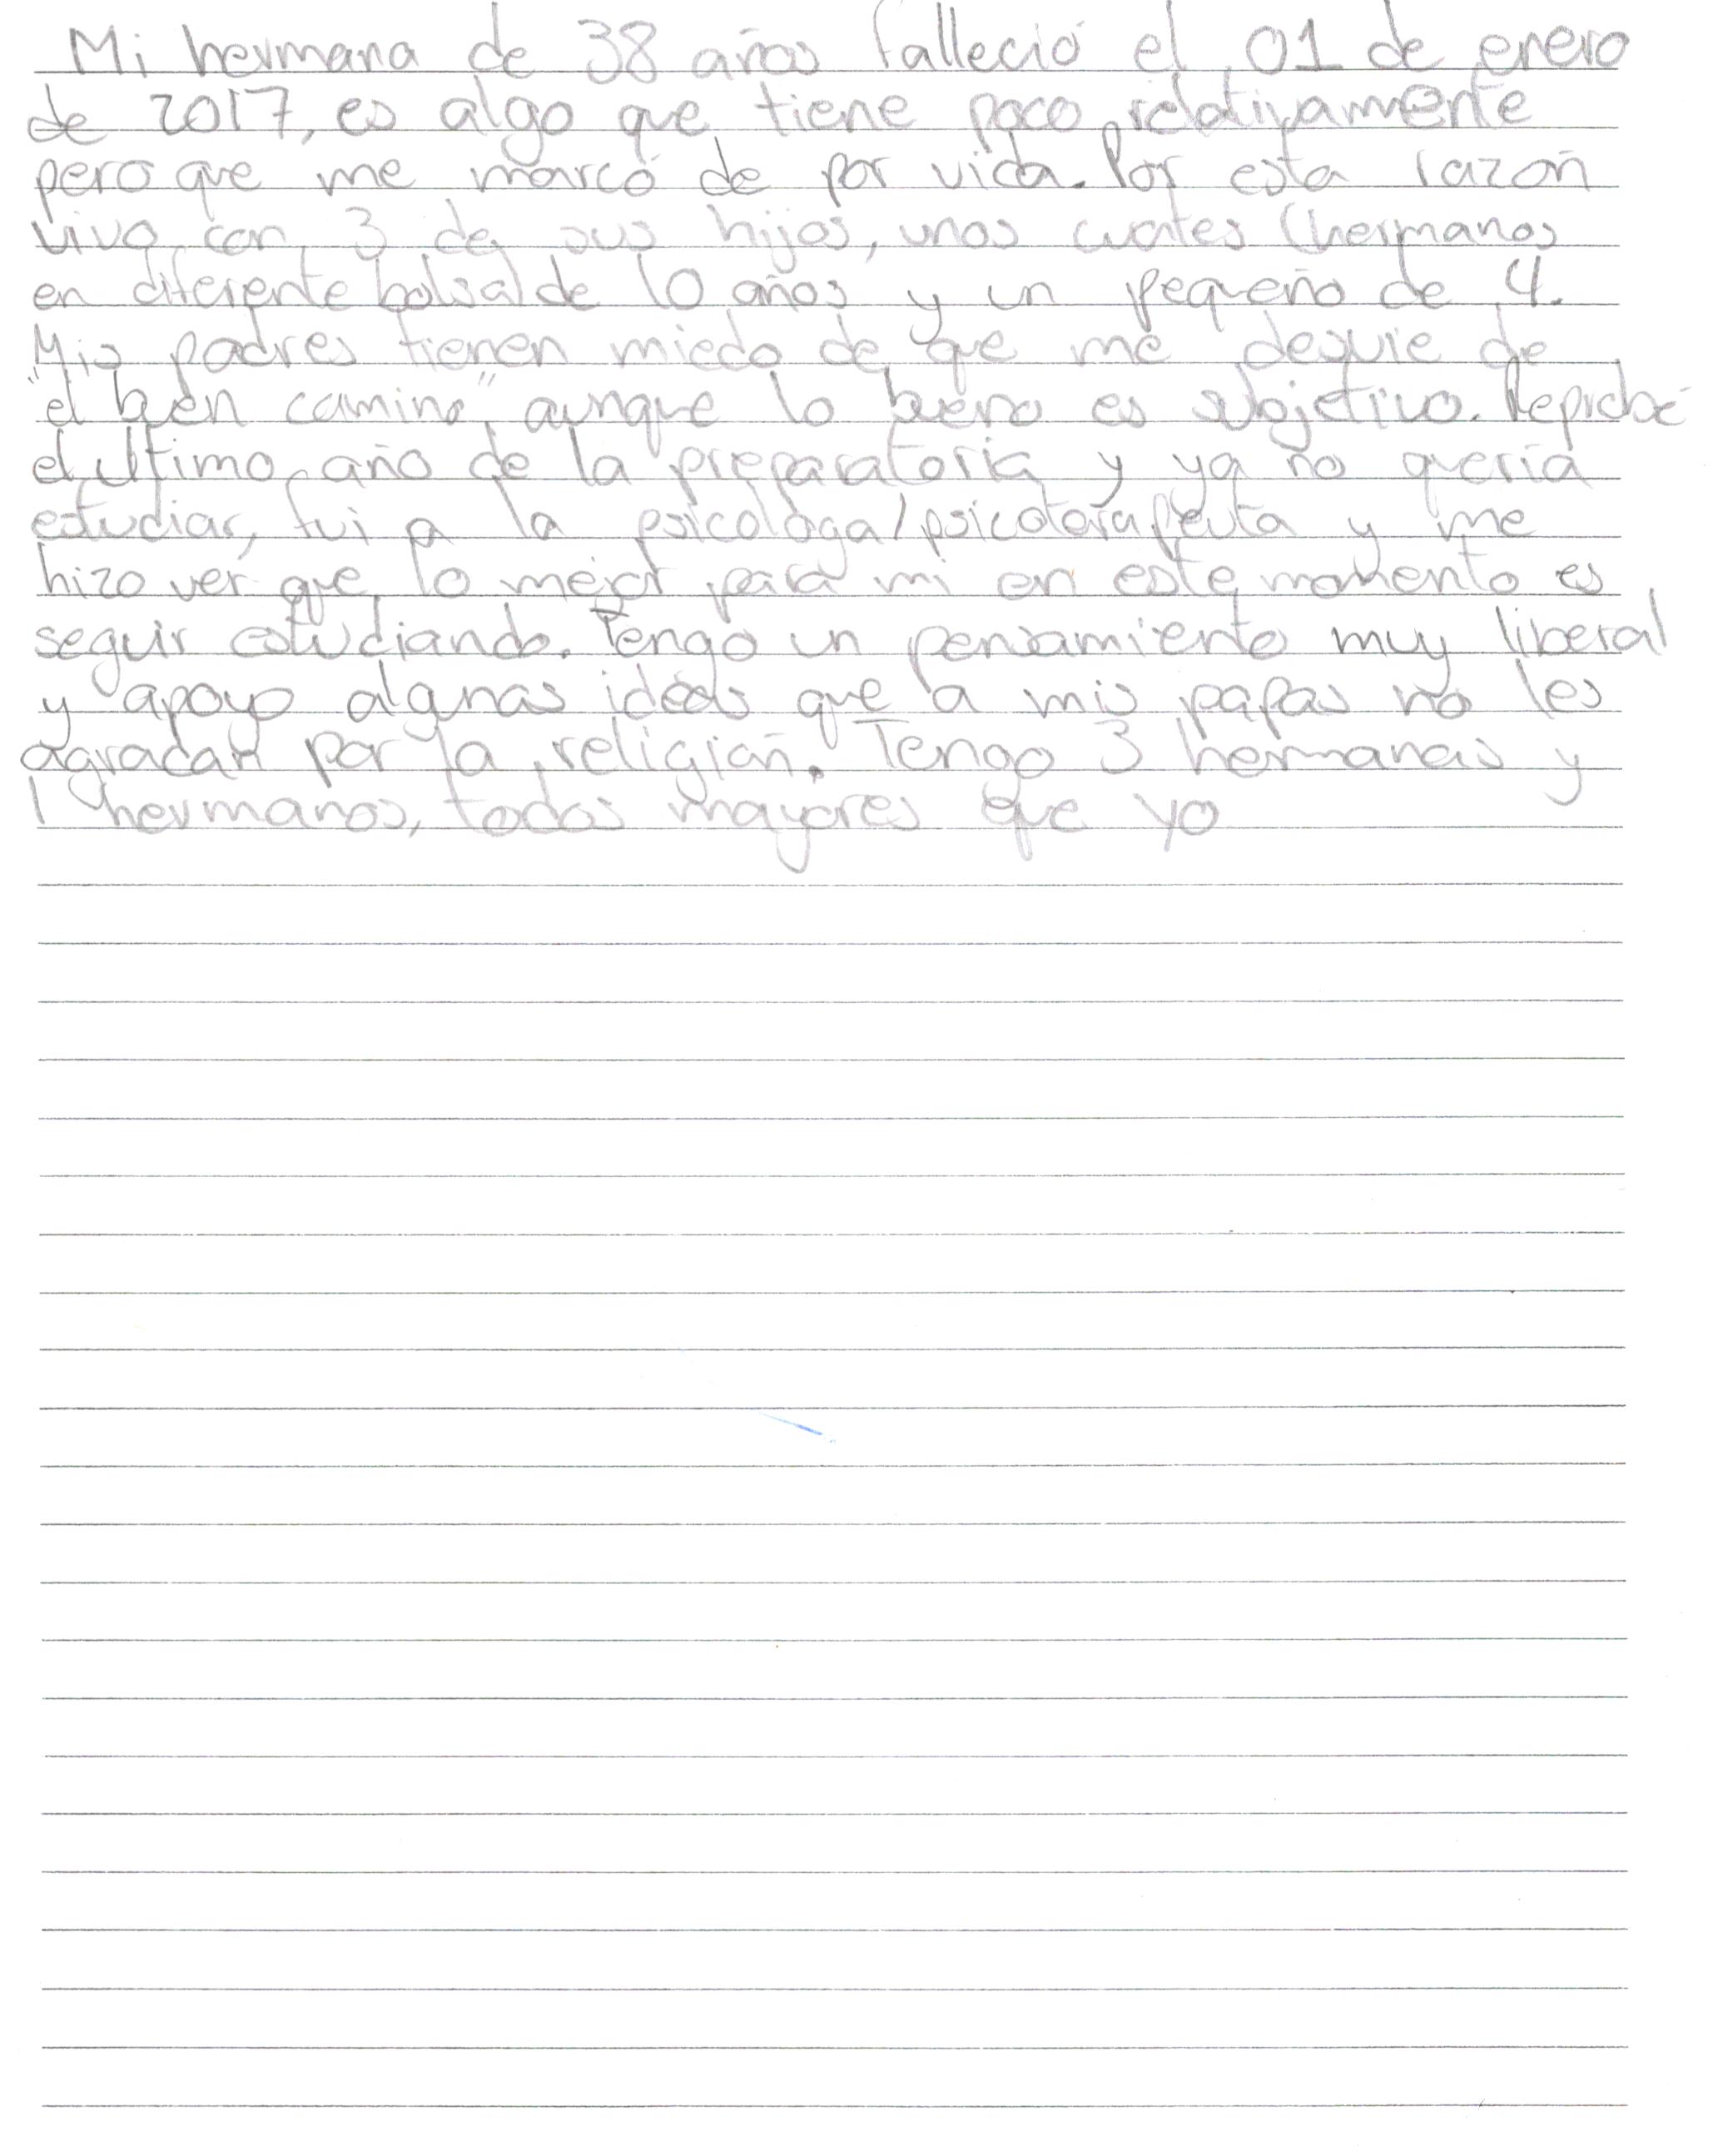 Mi hermana de 38 años falleció el 01 de enero
de 2017, es algo que tiene poco relativamente
pero que me marcó de por vida. Por esta razón
vivo con 3 de sus hijos, unos cuates (hermanos
en diferente bolsa) de 10 años y un pequeño de 4.
Mis padres tienen miedo de que me desvie de
"el buen camino" aunque lo bueno es subjetivo. Reprobé
el ultimo año de la preparatoria y ya no quería
estudiar, fui a la psicóloga/psicoterapeuta y me
hizo ver que lo mejor para mi en este momento es
seguir estudiando. Tengo un pensamiento muy liberal
y apoyo algunas ideas que a mis papas no les
agradan por la religión. Tengo 3 hermanas y
1 hermanos, todos mayores que yo